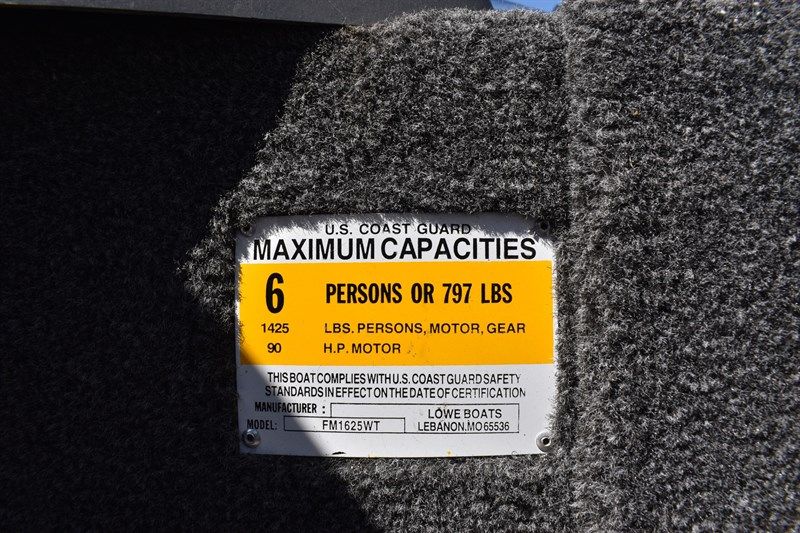 U.S. COAST GUARD
MAXIMUM CAPACITIES
6 PERSONS OR 797 LBS
1425 LBS. PERSONS, MOTOR, GEAR
90 H.P. MOTOR
THIS BOAT COMPLIES WITH U.S. COAST GUARD SAFETY
STANDARDS IN EFFECT ON THE DATE OF CERTIFICATION
MANUFACTURER : LOWE BOATS
MODEL: FM1625WT LEBANON.MO 65536